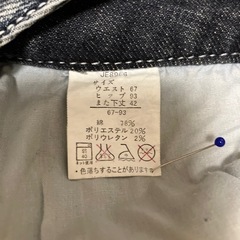 サイズ
ウエスト 67
ヒップ 93
また下丈 42
67-93
綿 78%
ポリエステル 20%
ポリウレタン 2%
・色落ちすることがあります